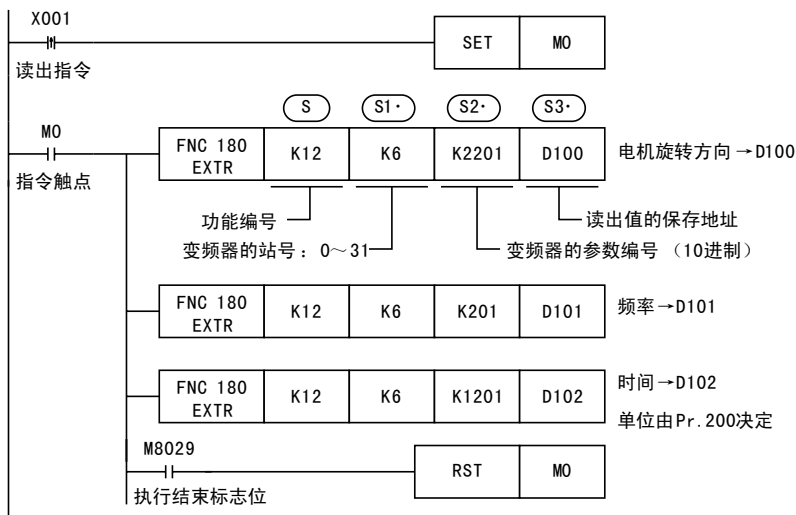 X001
SET M0
读出指令
S S1· S2· S3·
M0
FNC 180 EXTR K12 K6 K2201 D100 电机旋转方向→D100
指令触点
功能编号 读出值的保存地址
变频器的站号：0～31 变频器的参数编号 （10进制）
FNC 180 EXTR K12 K6 K201 D101 频率→D101
FNC 180 EXTR K12 K6 K1201 D102 时间→D102
单位由Pr.200决定
M8029
RST M0
执行结束标志位